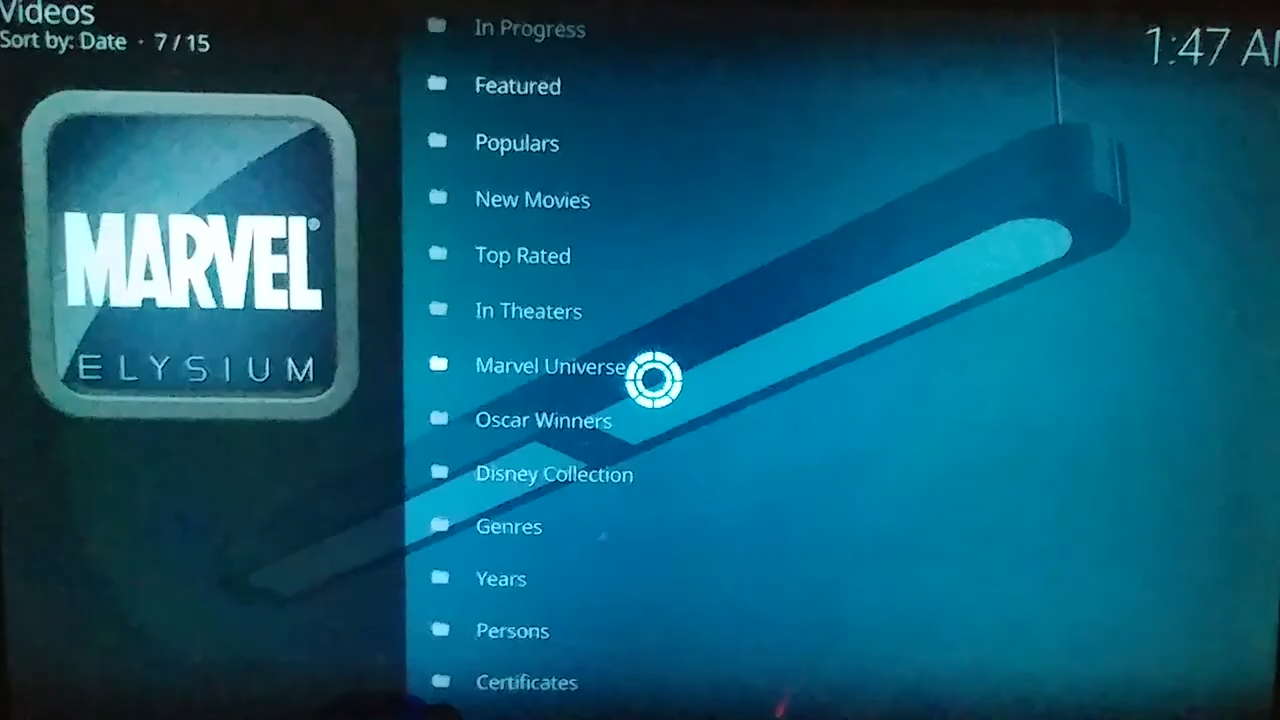 Videos
Sort by: Date · 7 / 15
1:47 A
MARVEL®
ELYSIUM
In Progress
Featured
Populars
New Movies
Top Rated
In Theaters
Marvel Universe
Oscar Winners
Disney Collection
Genres
Years
Persons
Certificates